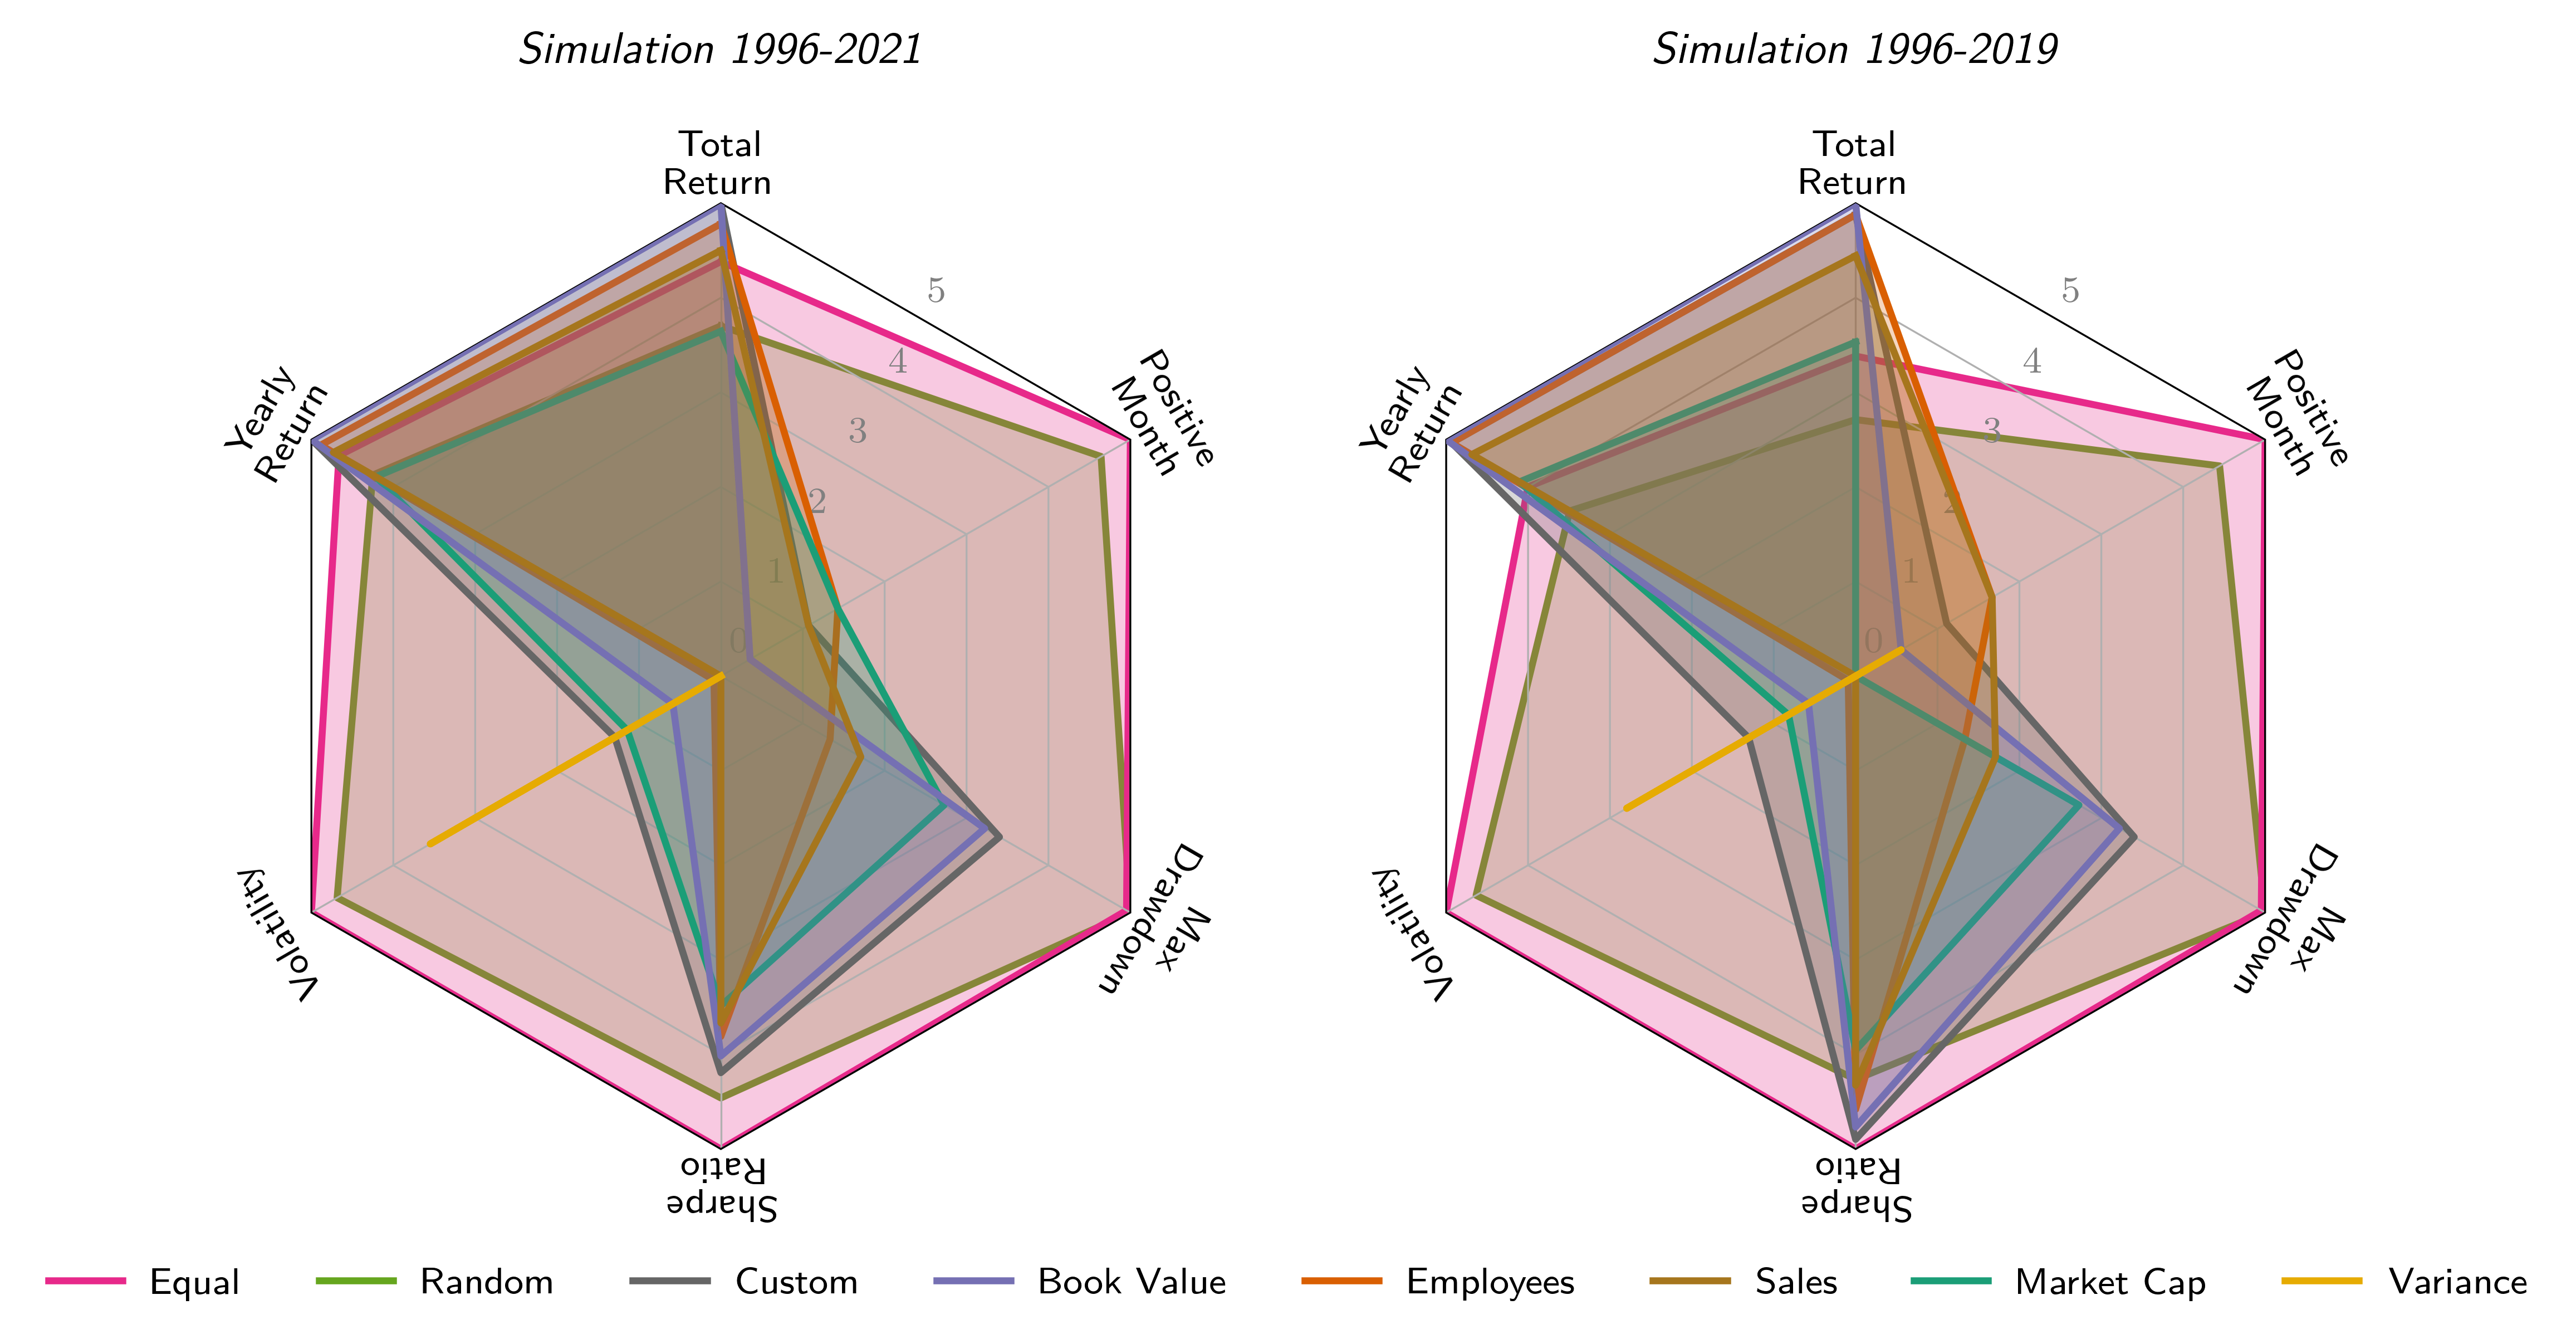 Simulation 1996-2021
Total
Return
5
4
3
2
1
0
Positive
Month
Yearly
Return
Volatility
Max
Drawdown
Sharpe
Ratio
Simulation 1996-2019
Total
Return
5
4
3
2
1
0
Positive
Month
Yearly
Return
Volatility
Max
Drawdown
Sharpe
Ratio
Equal Random Custom Book Value Employees Sales Market Cap Variance